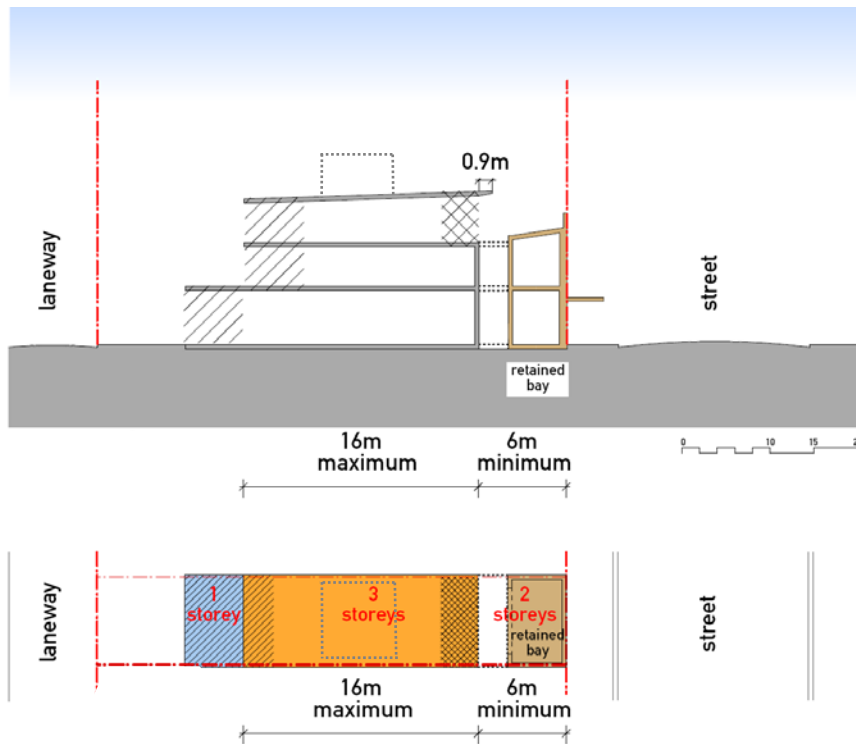 0.9m
laneway
street
retained
bay
16m
maximum
6m
minimum
0
10
15
1
storey
3
storeys
2
storeys
retained
bay
laneway
street
16m
maximum
6m
minimum